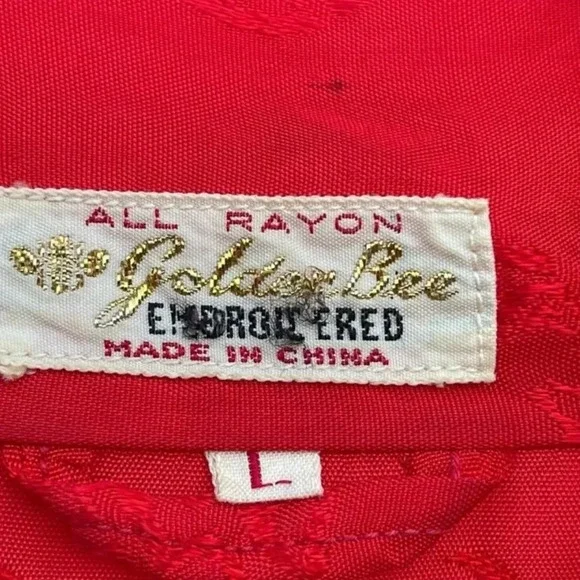 ALL RAYON
Golden Bee
EMBROIDERED
MADE IN CHINA
L